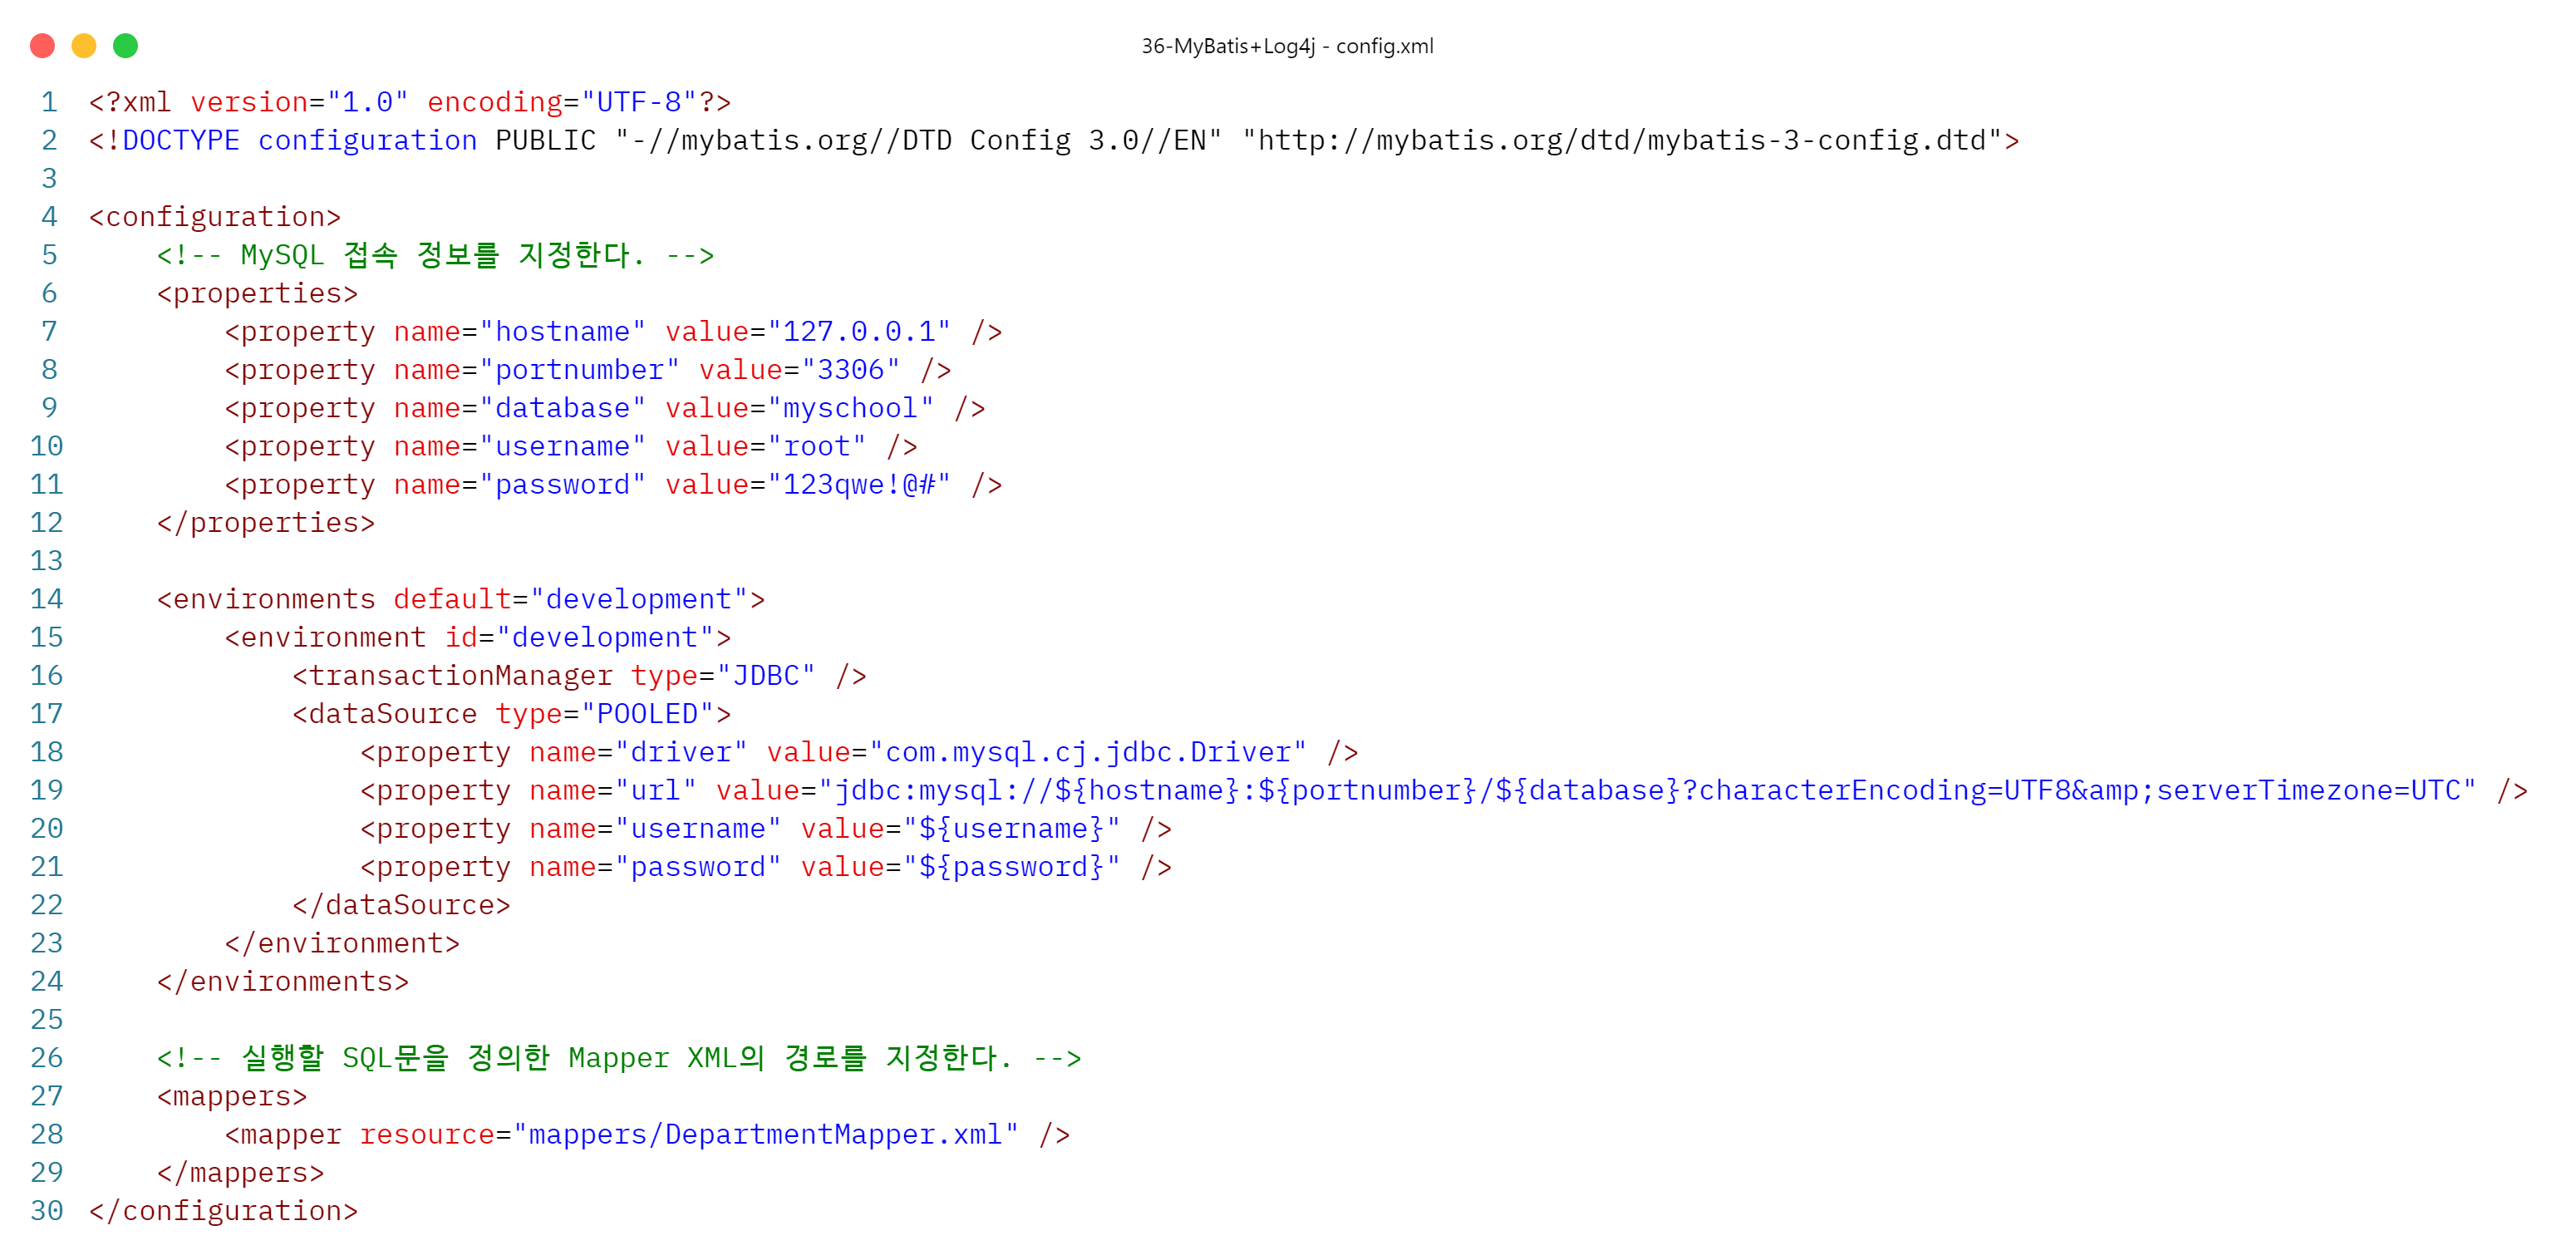 36-MyBatis+Log4j - config.xml
1 <?xml version="1.0" encoding="UTF-8"?>
2 <!DOCTYPE configuration PUBLIC "-//mybatis.org//DTD Config 3.0//EN" "http://mybatis.org/dtd/mybatis-3-config.dtd">
3
4 <configuration>
5     <!-- MySQL 접속 정보를 지정한다. -->
6     <properties>
7         <property name="hostname" value="127.0.0.1" />
8         <property name="portnumber" value="3306" />
9         <property name="database" value="myschool" />
10         <property name="username" value="root" />
11         <property name="password" value="123qwe!@#" />
12     </properties>
13
14     <environments default="development">
15         <environment id="development">
16             <transactionManager type="JDBC" />
17             <dataSource type="POOLED">
18                 <property name="driver" value="com.mysql.cj.jdbc.Driver" />
19                 <property name="url" value="jdbc:mysql://${hostname}:${portnumber}/${database}?characterEncoding=UTF8&amp;serverTimezone=UTC" />
20                 <property name="username" value="${username}" />
21                 <property name="password" value="${password}" />
22             </dataSource>
23         </environment>
24     </environments>
25
26     <!-- 실행할 SQL문을 정의한 Mapper XML의 경로를 지정한다. -->
27     <mappers>
28         <mapper resource="mappers/DepartmentMapper.xml" />
29     </mappers>
30 </configuration>